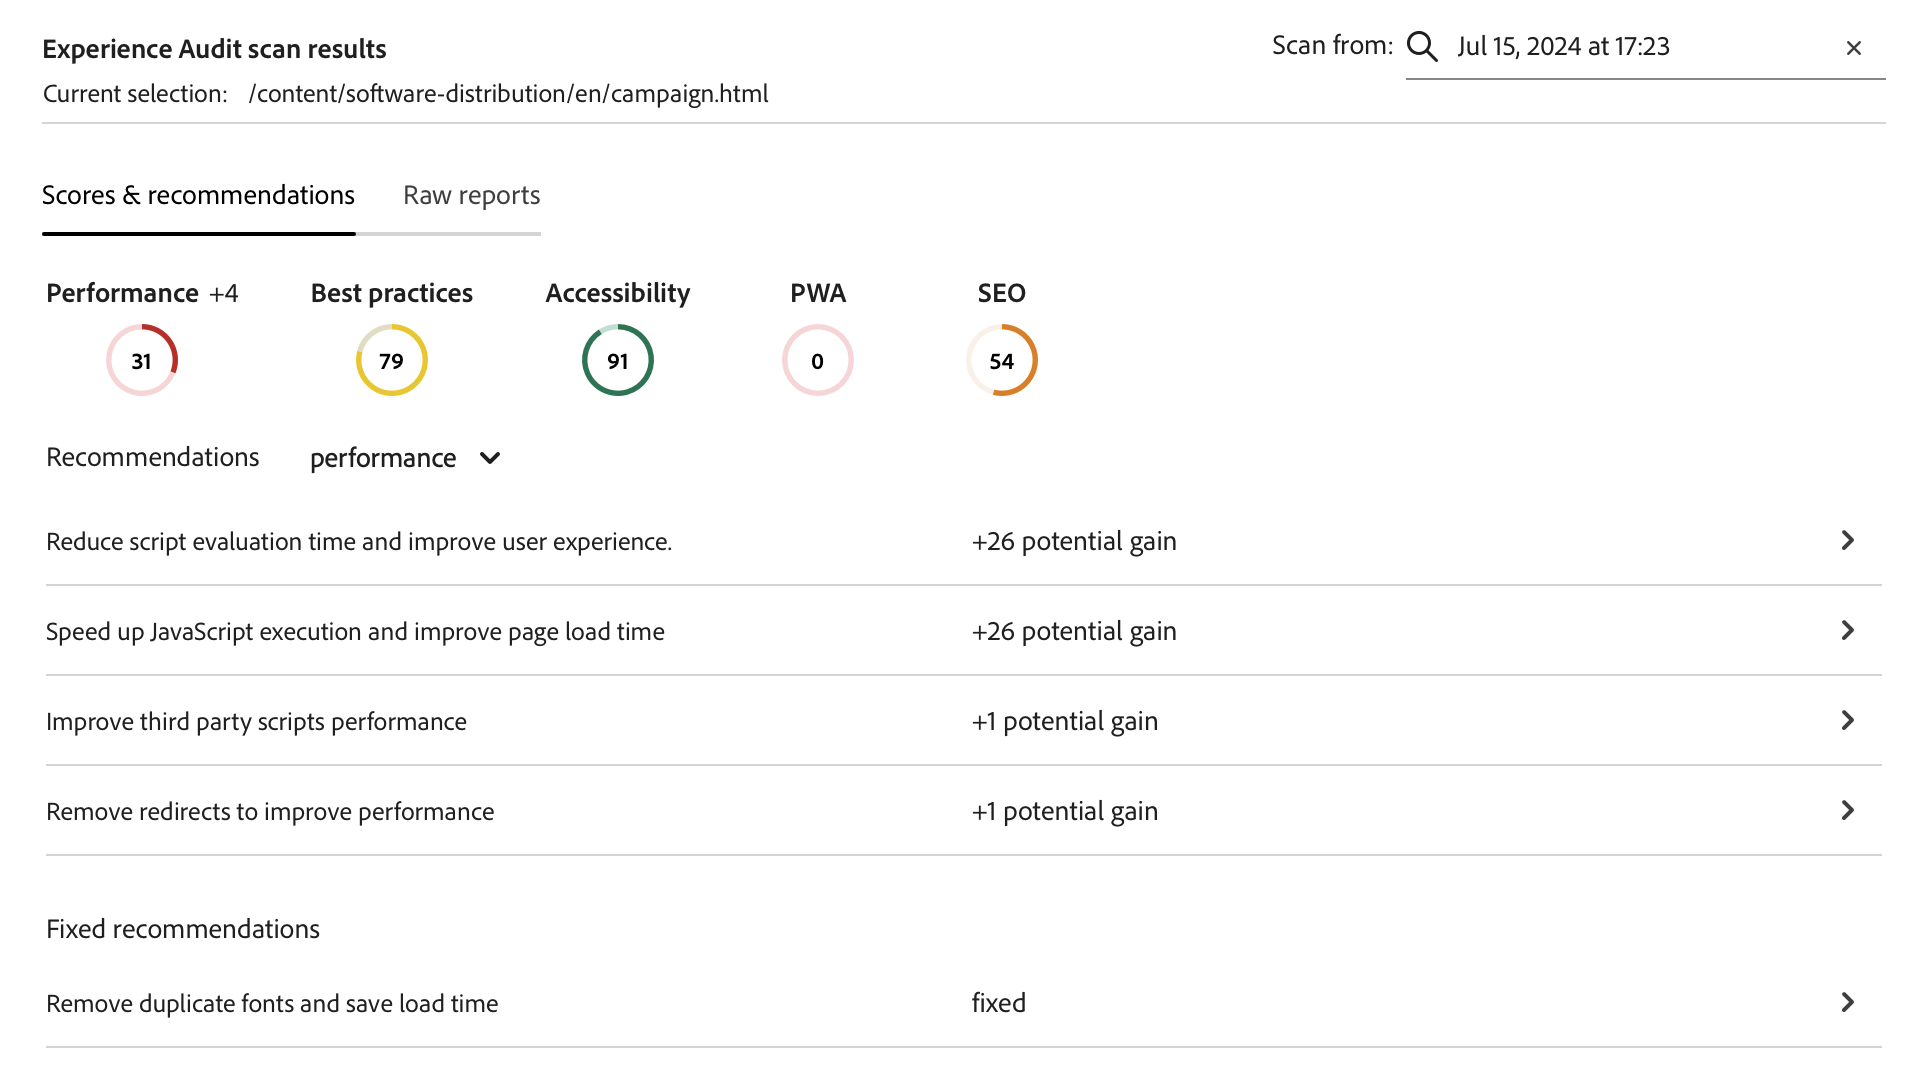 Experience Audit scan results
Scan from: Jul 15, 2024 at 17:23
Current selection: /content/software-distribution/en/campaign.html
Scores & recommendations Raw reports
Performance +4 Best practices Accessibility PWA SEO
31 79 91 0 54
Recommendations performance
Reduce script evaluation time and improve user experience. +26 potential gain
Speed up JavaScript execution and improve page load time +26 potential gain
Improve third party scripts performance +1 potential gain
Remove redirects to improve performance +1 potential gain
Fixed recommendations
Remove duplicate fonts and save load time fixed